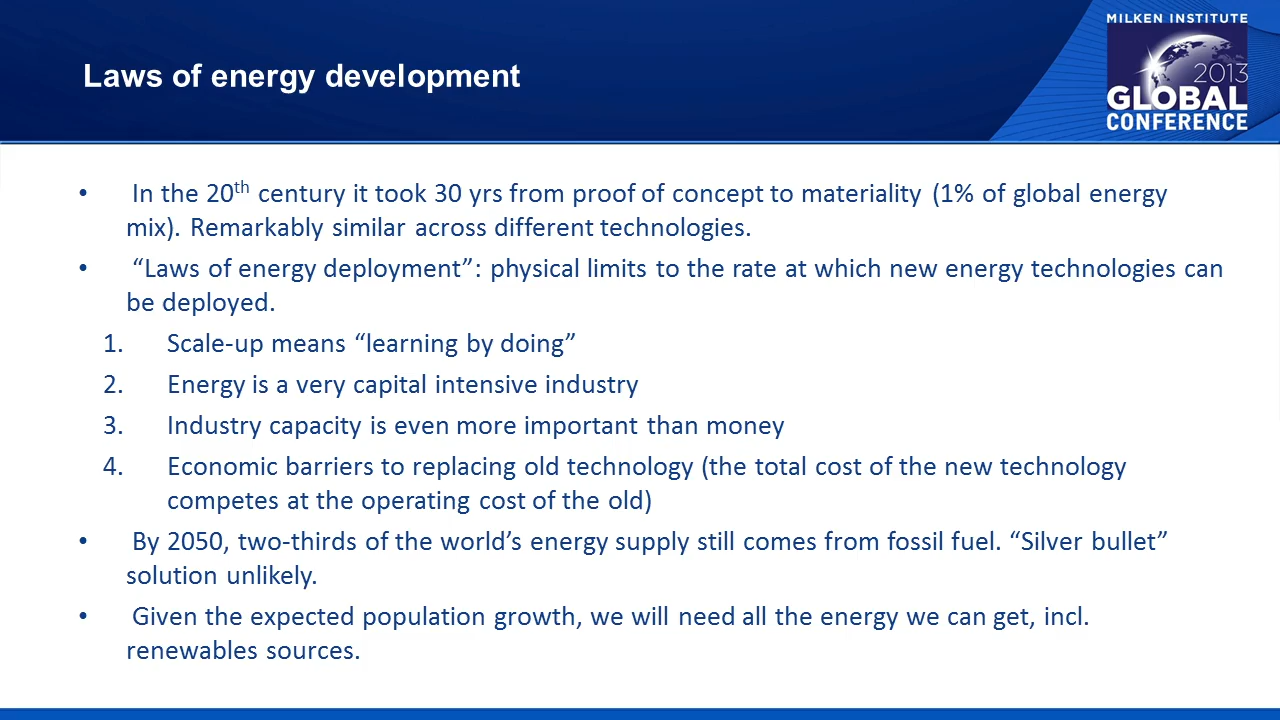 Laws of energy development
MILKEN INSTITUTE
2013
GLOBAL
CONFERENCE
• In the 20th century it took 30 yrs from proof of concept to materiality (1% of global energy
mix). Remarkably similar across different technologies.
• “Laws of energy deployment”: physical limits to the rate at which new energy technologies can
be deployed.
1. Scale-up means “learning by doing”
2. Energy is a very capital intensive industry
3. Industry capacity is even more important than money
4. Economic barriers to replacing old technology (the total cost of the new technology
competes at the operating cost of the old)
• By 2050, two-thirds of the world’s energy supply still comes from fossil fuel. “Silver bullet”
solution unlikely.
• Given the expected population growth, we will need all the energy we can get, incl.
renewables sources.